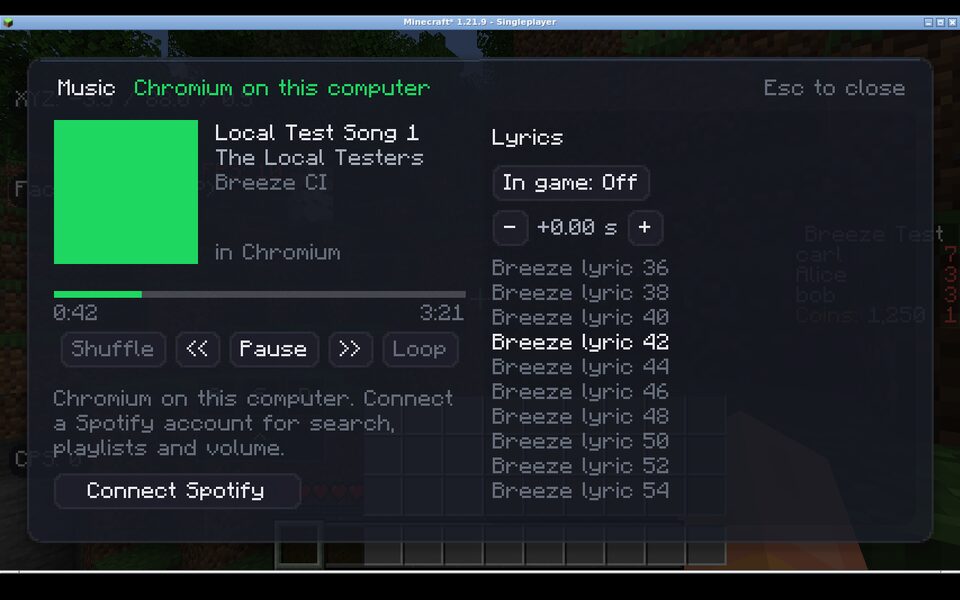 Minecraft* 1.21.9 - Singleplayer
Music Chromium on this computer
Esc to close
Local Test Song 1
The Local Testers
Breeze CI
in Chromium
0:42 3:21
Shuffle << Pause >> Loop
Chromium on this computer. Connect
a Spotify account for search,
playlists and volume.
Connect Spotify
Lyrics
In game: Off
- +0.00 s +
Breeze lyric 36
Breeze lyric 38
Breeze lyric 40
Breeze lyric 42
Breeze lyric 44
Breeze lyric 46
Breeze lyric 48
Breeze lyric 50
Breeze lyric 52
Breeze lyric 54
Breeze Test
carl 7
Alice 3
bob 3
Coins: 1,250 1